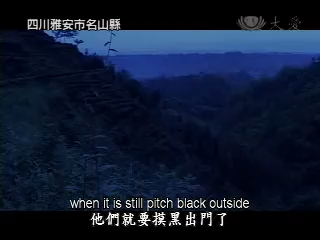 四川雅安市名山縣
大愛
when it is still pitch black outside
他們就要摸黑出門了